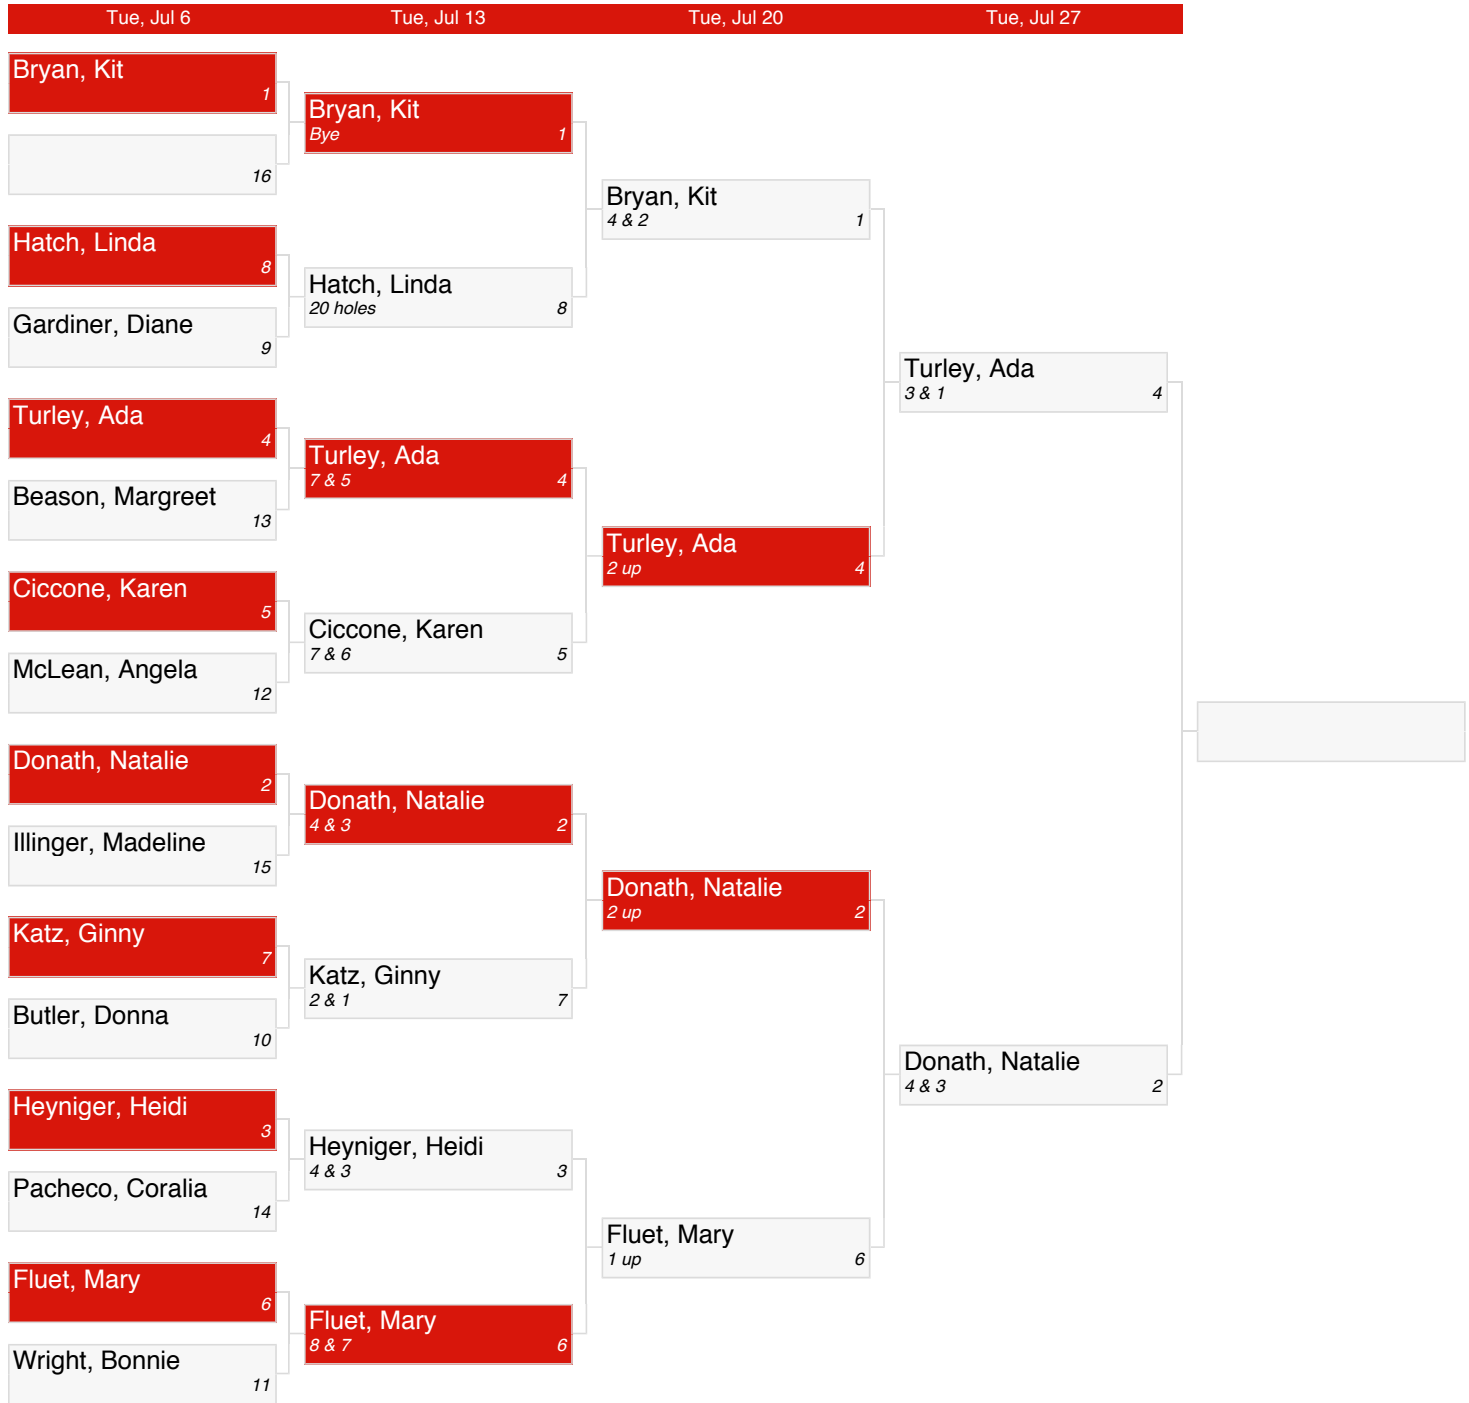 Tue, Jul 6
Tue, Jul 13
Tue, Jul 20
Tue, Jul 27
Bryan, Kit
1
16
Hatch, Linda
8
Gardiner, Diane
9
Turley, Ada
4
Beason, Margreet
13
Ciccone, Karen
5
McLean, Angela
12
Donath, Natalie
2
Illinger, Madeline
15
Katz, Ginny
7
Butler, Donna
10
Heyniger, Heidi
3
Pacheco, Coralia
14
Fluet, Mary
6
Wright, Bonnie
11
Bryan, Kit
Bye 1
Hatch, Linda
20 holes 8
Turley, Ada
7 & 5 4
Ciccone, Karen
7 & 6 5
Donath, Natalie
4 & 3 2
Katz, Ginny
2 & 1 7
Heyniger, Heidi
4 & 3 3
Fluet, Mary
8 & 7 6
Bryan, Kit
4 & 2 1
Turley, Ada
2 up 4
Donath, Natalie
2 up 2
Fluet, Mary
1 up 6
Turley, Ada
3 & 1 4
Donath, Natalie
4 & 3 2